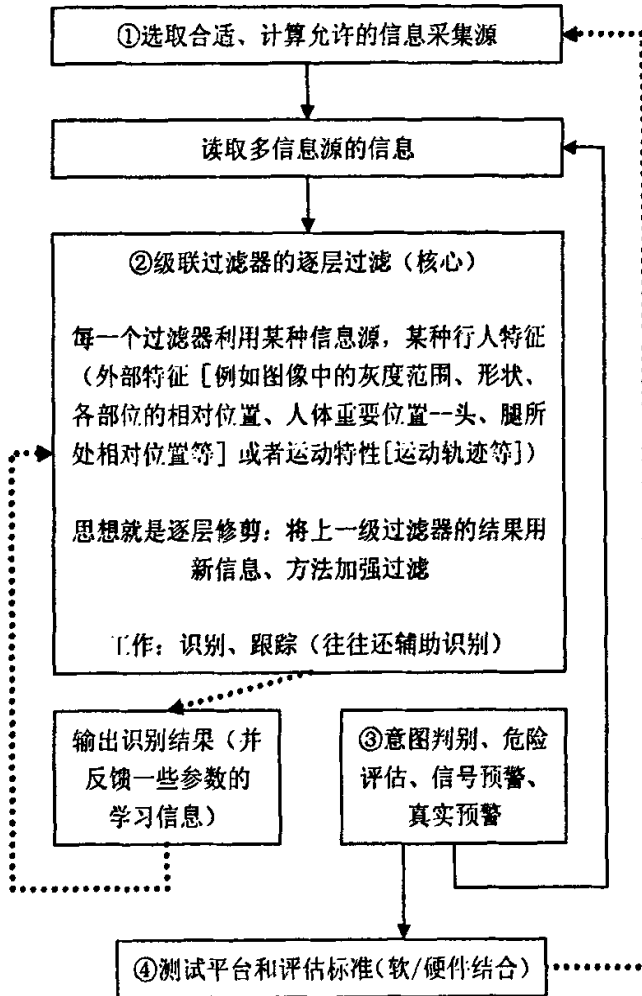 ①选取合适、计算允许的信息采集源
读取多信息源的信息
②级联过滤器的逐层过滤（核心）
每一个过滤器利用某种信息源，某种行人特征
（外部特征［例如图像中的灰度范围、形状、
各部位的相对位置、人体重要位置--头、腿所
处相对位置等］或者运动特性[运动轨迹等]）
思想就是逐层修剪：将上一级过滤器的结果用
新信息、方法加强过滤
工作：识别、跟踪（往往还辅助识别）
输出识别结果（并
反馈一些参数的
学习信息）
③意图判别、危险
评估、信号预警、
真实预警
④测试平台和评估标准(软/硬件结合)